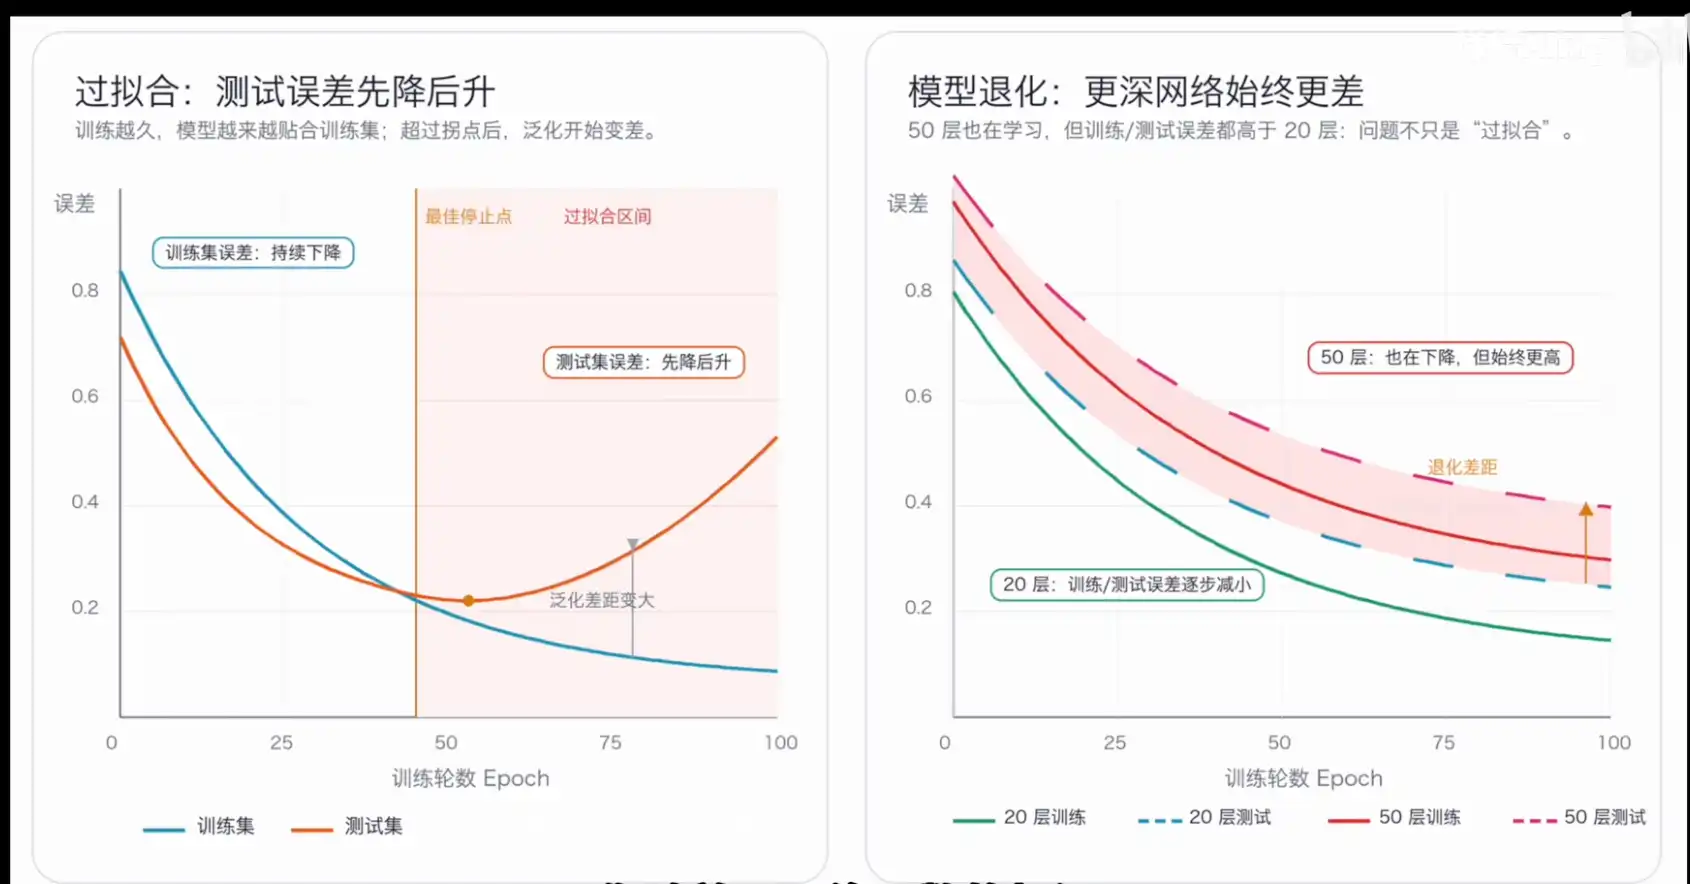 过拟合：测试误差先降后升
训练越久，模型越来越贴合训练集；超过拐点后，泛化开始变差。
误差
最佳停止点
过拟合区间
训练集误差：持续下降
测试集误差：先降后升
泛化差距变大
0.8
0.6
0.4
0.2
0
25
50
75
100
训练轮数 Epoch
训练集
测试集
模型退化：更深网络始终更差
50 层也在学习，但训练/测试误差都高于 20 层：问题不只是“过拟合”。
误差
50 层：也在下降，但始终更高
退化差距
20 层：训练/测试误差逐步减小
0.8
0.6
0.4
0.2
0
25
50
75
100
训练轮数 Epoch
20 层训练
20 层测试
50 层训练
50 层测试